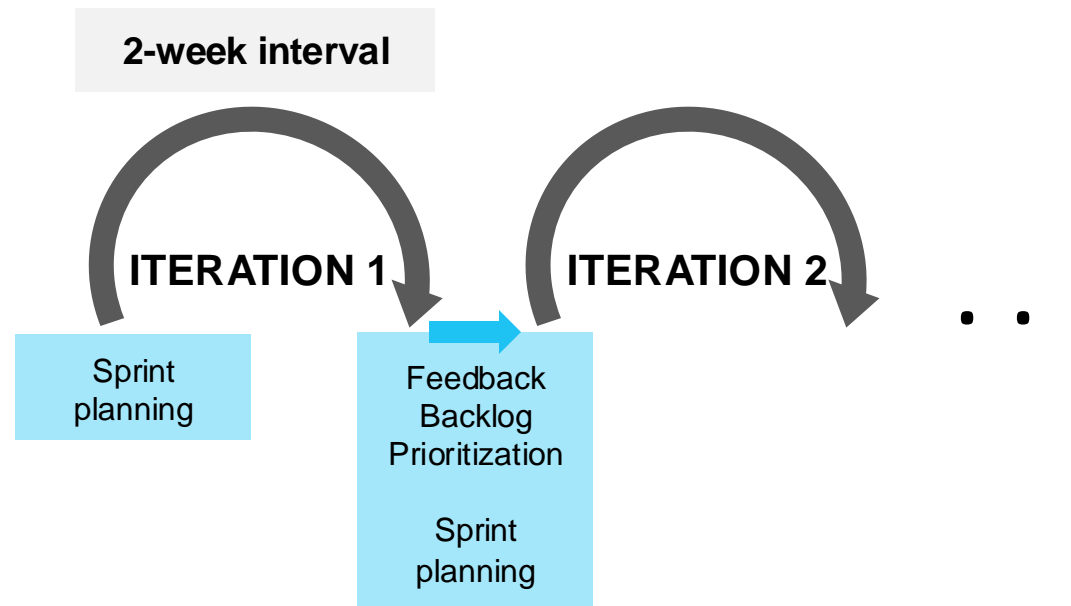 2-week interval
ITERATION 1
ITERATION 2
. .
Sprint
planning
Feedback
Backlog
Prioritization
Sprint
planning